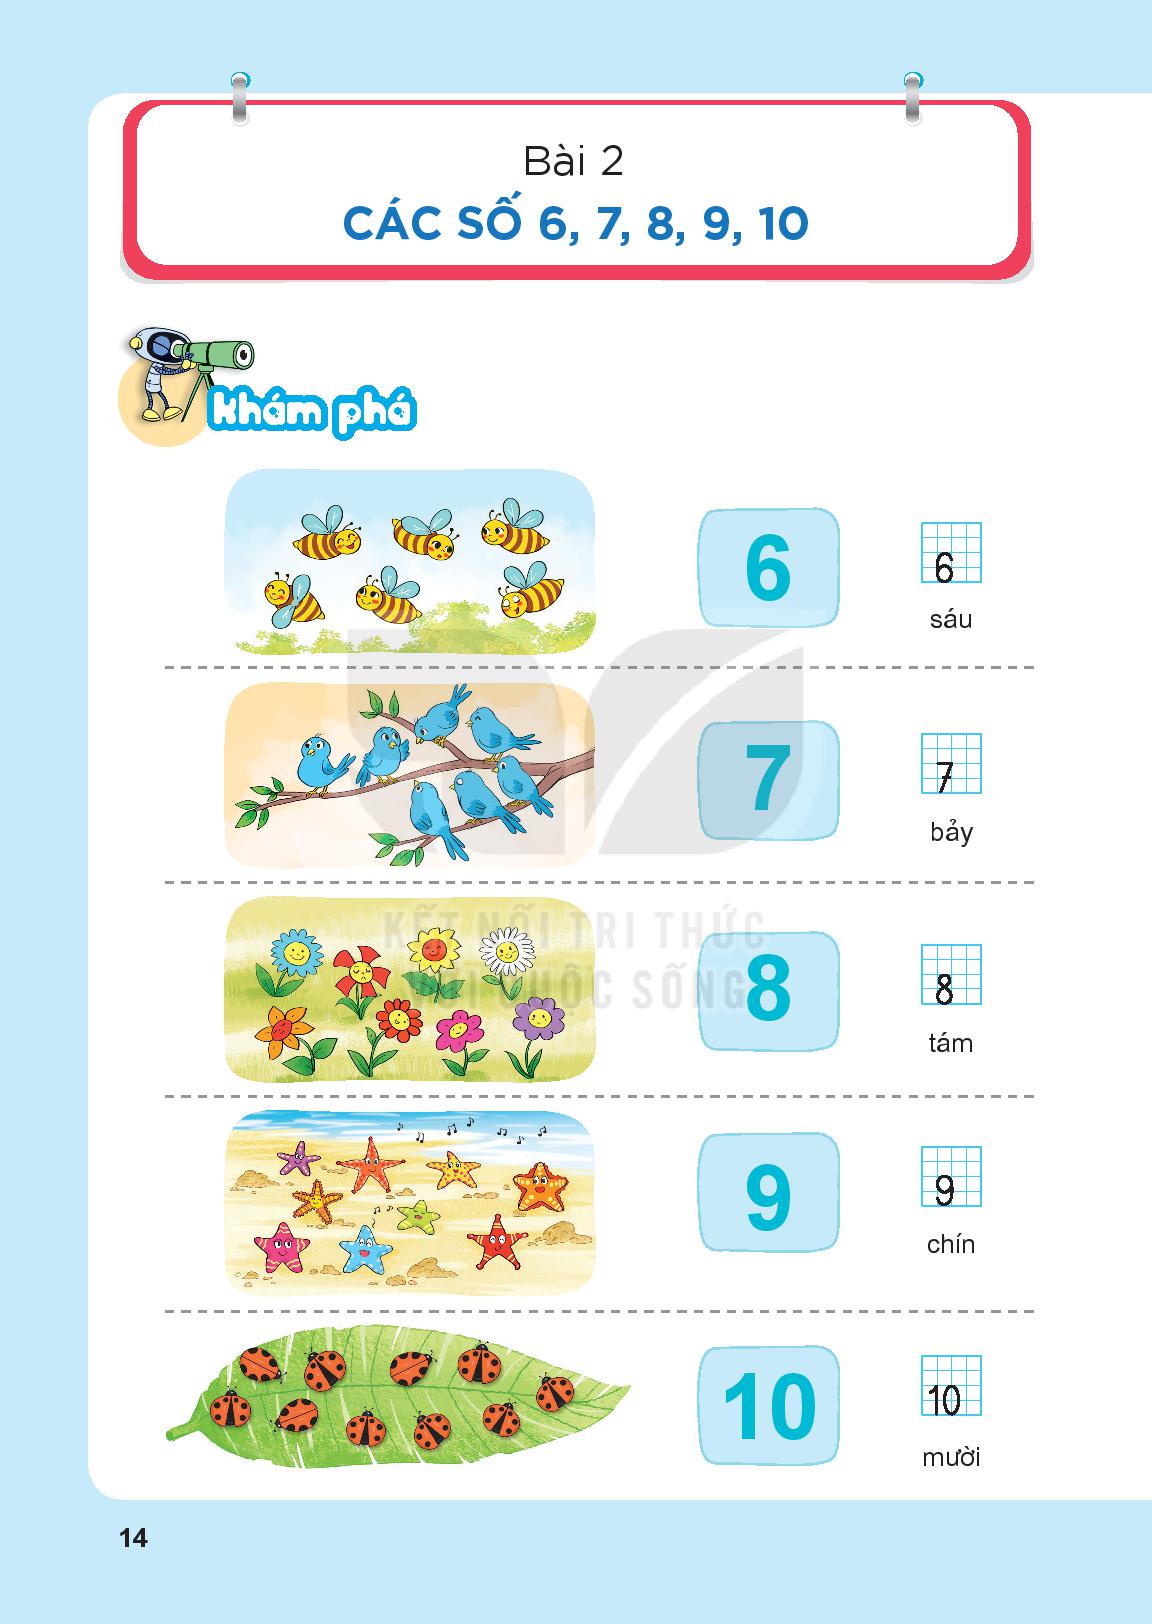 Bài 2
CÁC SỐ 6, 7, 8, 9, 10
Khám phá
6
6
sáu
7
7
bảy
KẾT NỐI TRI THỨC
VỚI CUỘC SỐNG
8
8
tám
9
9
chín
10
10
mười
14